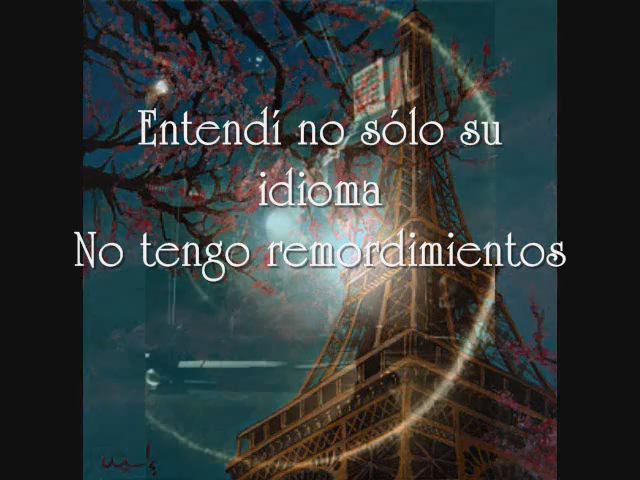 Entendí no sólo su
idioma
No tengo remordimientos